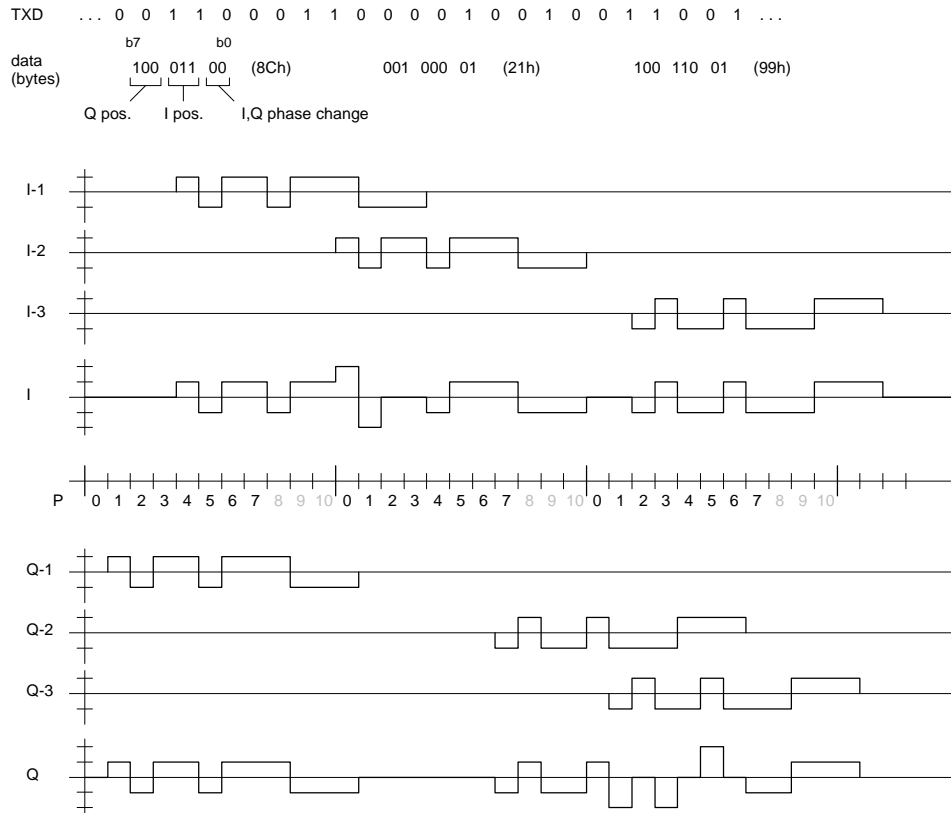 TXD ... 0 0 1 1 0 0 0 1 1 0 0 0 0 1 0 0 1 0 0 1 1 0 0 1 ...
b7 b0
data 100 011 00 (8Ch) 001 000 01 (21h) 100 110 01 (99h)
(bytes)
Q pos. I pos. I,Q phase change
I-1
I-2
I-3
I
P 0 1 2 3 4 5 6 7 8 9 10 0 1 2 3 4 5 6 7 8 9 10 0 1 2 3 4 5 6 7 8 9 10
Q-1
Q-2
Q-3
Q